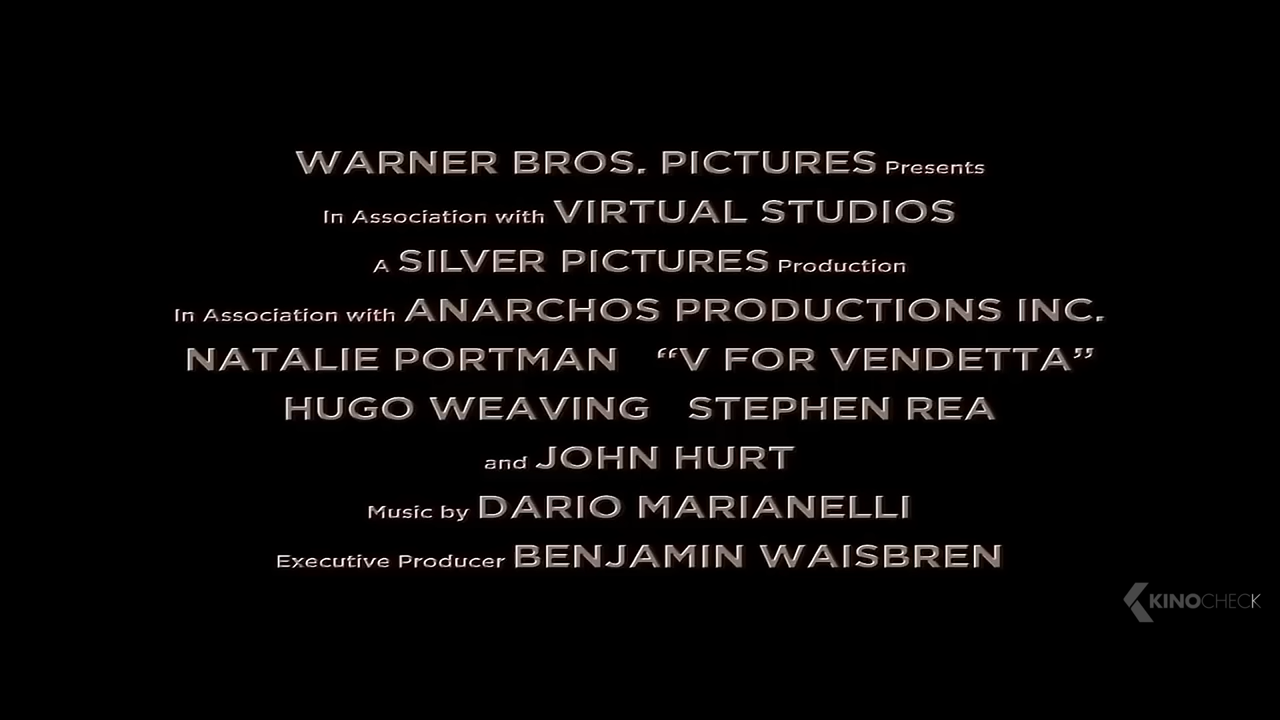 WARNER BROS. PICTURES Presents
In Association with VIRTUAL STUDIOS
A SILVER PICTURES Production
In Association with ANARCHOS PRODUCTIONS INC.
NATALIE PORTMAN “V FOR VENDETTA”
HUGO WEAVING STEPHEN REA
and JOHN HURT
Music by DARIO MARIANELLI
Executive Producer BENJAMIN WAISBREN
KINOCHECK